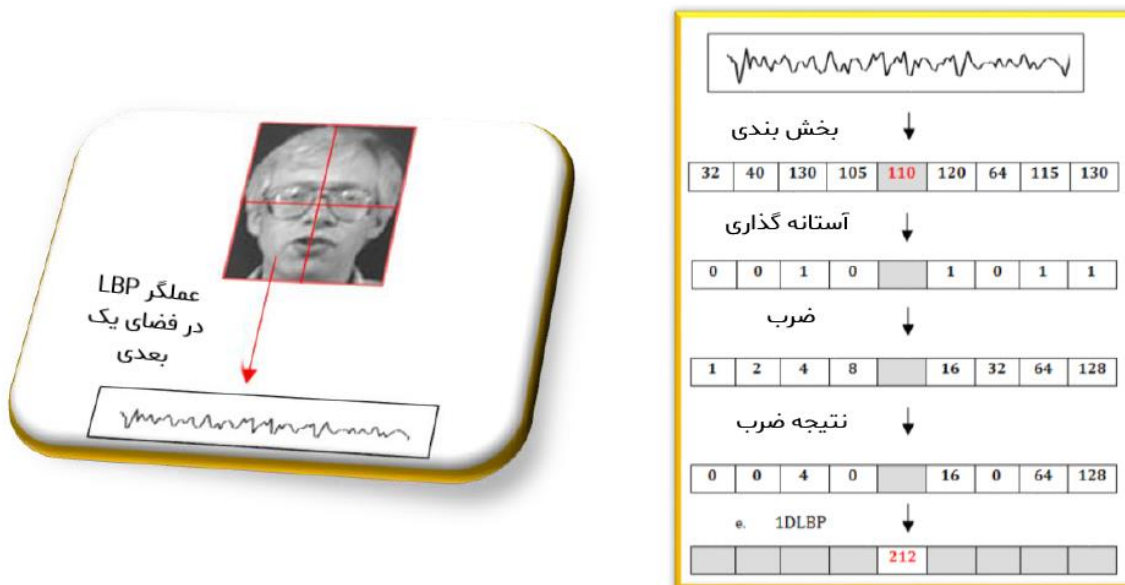 عملگر LBP
در فضای یک
بعدی
بخش بندی
32 40 130 105 110 120 64 115 130
آستانه گذاری
0 0 1 0 1 0 1 1
ضرب
1 2 4 8 16 32 64 128
نتیجه ضرب
0 0 4 0 16 0 64 128
e. 1DLBP
212